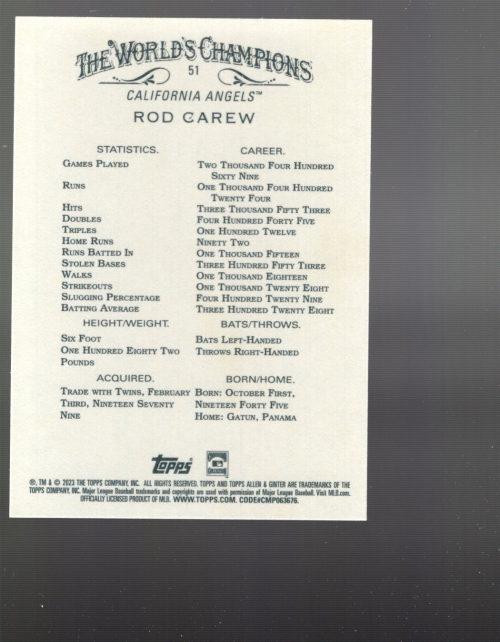 THE WORLD'S CHAMPIONS
51
CALIFORNIA ANGELS™
ROD CAREW
STATISTICS. CAREER.
GAMES PLAYED TWO THOUSAND FOUR HUNDRED
SIXTY NINE
RUNS ONE THOUSAND FOUR HUNDRED
TWENTY FOUR
HITS THREE THOUSAND FIFTY THREE
DOUBLES FOUR HUNDRED FORTY FIVE
TRIPLES ONE HUNDRED TWELVE
HOME RUNS NINETY TWO
RUNS BATTED IN ONE THOUSAND FIFTEEN
STOLEN BASES THREE HUNDRED FIFTY THREE
WALKS ONE THOUSAND EIGHTEEN
STRIKEOUTS ONE THOUSAND TWENTY EIGHT
SLUGGING PERCENTAGE FOUR HUNDRED TWENTY NINE
BATTING AVERAGE THREE HUNDRED TWENTY EIGHT
HEIGHT/WEIGHT. BATS/THROWS.
SIX FOOT BATS LEFT-HANDED
ONE HUNDRED EIGHTY TWO THROWS RIGHT-HANDED
POUNDS
ACQUIRED. BORN/HOME.
TRADE WITH TWINS, FEBRUARY BORN: OCTOBER FIRST,
THIRD, NINETEEN SEVENTY NINETEEN FORTY FIVE
NINE HOME: GATUN, PANAMA
Topps
®, TM & © 2023 THE TOPPS COMPANY, INC. ALL RIGHTS RESERVED. TOPPS AND TOPPS ALLEN & GINTER ARE TRADEMARKS OF THE
TOPPS COMPANY, INC. Major League Baseball trademarks and copyrights are used with permission of Major League Baseball. Visit MLB.com.
OFFICIALLY LICENSED PRODUCT OF MLB. WWW.TOPPS.COM. CODE#CMP063676.